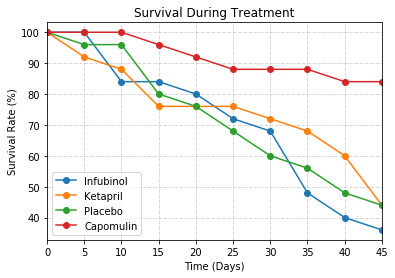 Survival During Treatment
Survival Rate (%)
100
90
80
70
60
50
40
Infubinol
Ketapril
Placebo
Capomulin
0 5 10 15 20 25 30 35 40 45
Time (Days)